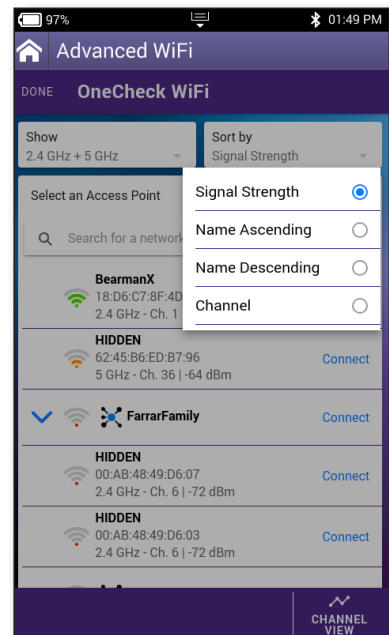 97%
01:49 PM
Advanced WiFi
DONE OneCheck WiFi
Show
2.4 GHz + 5 GHz
Sort by
Signal Strength
Signal Strength
Name Ascending
Name Descending
Channel
Select an Access Point
Search for a network
BearmanX
18:D6:C7:8F:4D
2.4 GHz - Ch. 1
HIDDEN
62:45:B6:ED:B7:96
5 GHz - Ch. 36 | -64 dBm
Connect
FarrarFamily
Connect
HIDDEN
00:AB:48:49:D6:07
2.4 GHz - Ch. 6 | -72 dBm
Connect
HIDDEN
00:AB:48:49:D6:03
2.4 GHz - Ch. 6 | -72 dBm
Connect
CHANNEL
VIEW